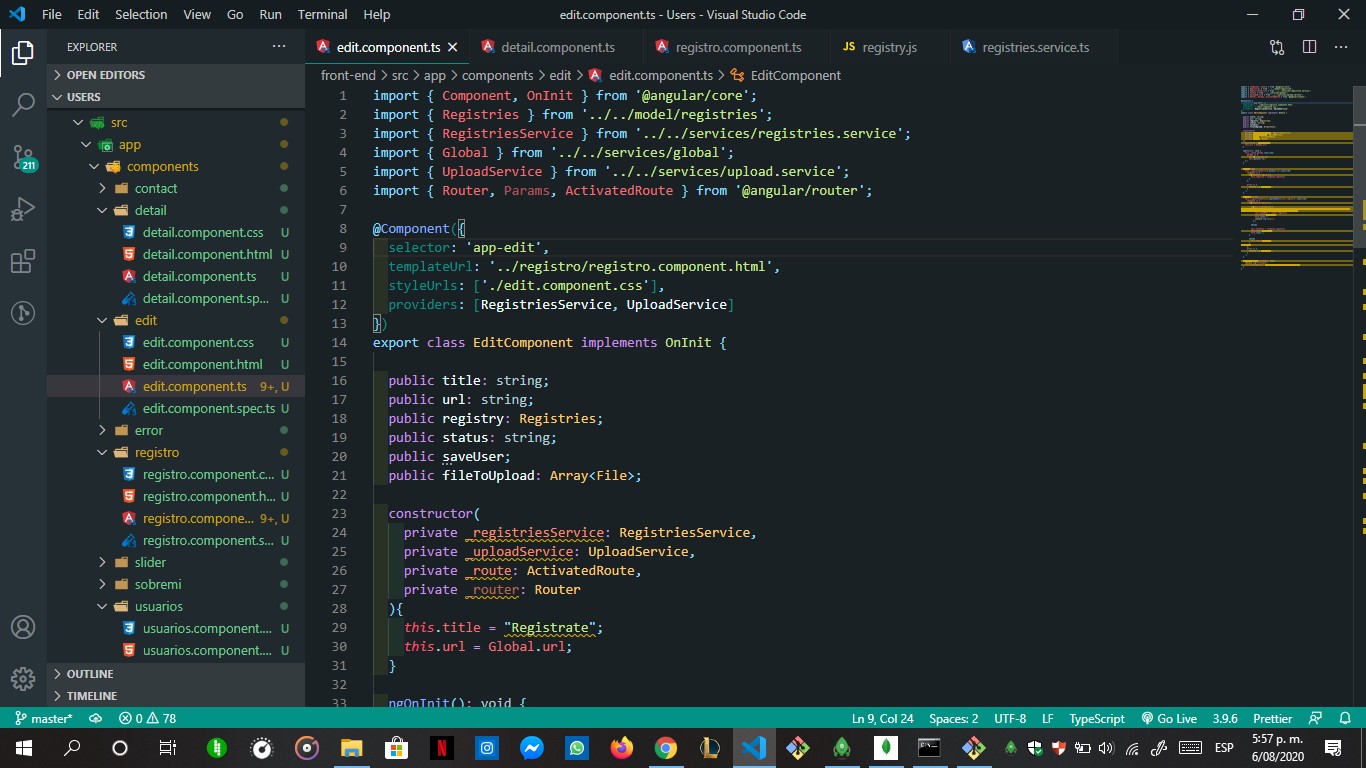 File Edit Selection View Go Run Terminal Help
edit.component.ts - Users - Visual Studio Code
EXPLORER
OPEN EDITORS
USERS
src
app
components
contact
detail
detail.component.css U
detail.component.html U
detail.component.ts U
detail.component.sp... U
edit
edit.component.css U
edit.component.html U
edit.component.ts 9+, U
edit.component.spec.ts U
error
registro
registro.component.c... U
registro.component.h... U
registro.compone... 9+, U
registro.component.s... U
slider
sobremi
usuarios
usuarios.component.... U
usuarios.component.... U
OUTLINE
TIMELINE
211
edit.component.ts detail.component.ts registro.component.ts JS registry.js registries.service.ts
front-end > src > app > components > edit > edit.component.ts > EditComponent
1 import { Component, OnInit } from '@angular/core';
2 import { Registries } from '../../model/registries';
3 import { RegistriesService } from '../../services/registries.service';
4 import { Global } from '../../services/global';
5 import { UploadService } from '../../services/upload.service';
6 import { Router, Params, ActivatedRoute } from '@angular/router';
7
8 @Component({
9 selector: 'app-edit',
10 templateUrl: '../registro/registro.component.html',
11 styleUrls: ['./edit.component.css'],
12 providers: [RegistriesService, UploadService]
13 })
14 export class EditComponent implements OnInit {
15
16 public title: string;
17 public url: string;
18 public registry: Registries;
19 public status: string;
20 public saveUser;
21 public fileToUpload: Array<File>;
22
23 constructor(
24 private _registriesService: RegistriesService,
25 private _uploadService: UploadService,
26 private _route: ActivatedRoute,
27 private _router: Router
28 ){
29 this.title = "Registrate";
30 this.url = Global.url;
31 }
32
33 ngOnInit(): void {
master* 0 78 Ln 9, Col 24 Spaces: 2 UTF-8 LF TypeScript Go Live 3.9.6 Prettier
ESP
5:57 p. m.
6/08/2020